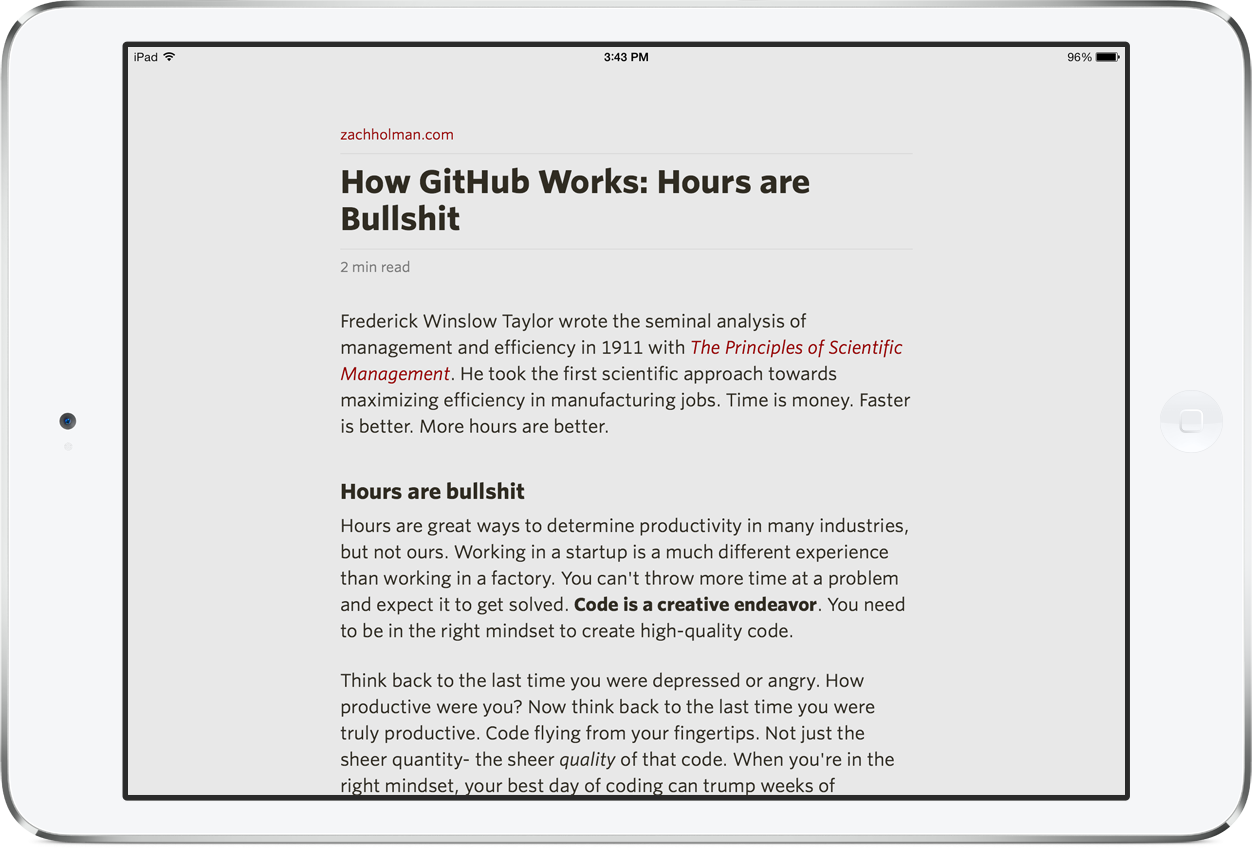 iPad 3:43 PM 96%
zachholman.com
How GitHub Works: Hours are
Bullshit
2 min read
Frederick Winslow Taylor wrote the seminal analysis of
management and efficiency in 1911 with The Principles of Scientific
Management. He took the first scientific approach towards
maximizing efficiency in manufacturing jobs. Time is money. Faster
is better. More hours are better.
Hours are bullshit
Hours are great ways to determine productivity in many industries,
but not ours. Working in a startup is a much different experience
than working in a factory. You can't throw more time at a problem
and expect it to get solved. Code is a creative endeavor. You need
to be in the right mindset to create high-quality code.
Think back to the last time you were depressed or angry. How
productive were you? Now think back to the last time you were
truly productive. Code flying from your fingertips. Not just the
sheer quantity- the sheer quality of that code. When you're in the
right mindset, your best day of coding can trump weeks of